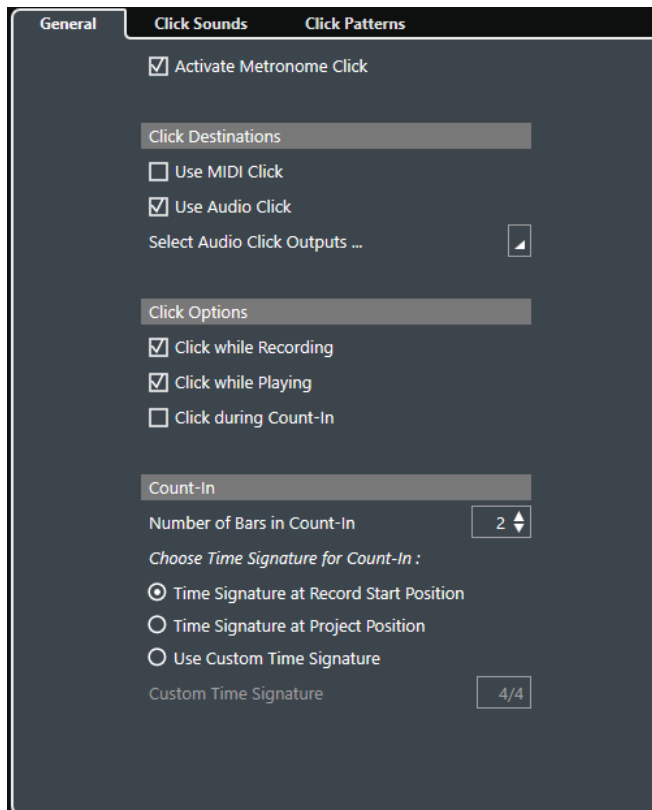 General Click Sounds Click Patterns
Activate Metronome Click
Click Destinations
Use MIDI Click
Use Audio Click
Select Audio Click Outputs ...
Click Options
Click while Recording
Click while Playing
Click during Count-In
Count-In
Number of Bars in Count-In 2
Choose Time Signature for Count-In :
Time Signature at Record Start Position
Time Signature at Project Position
Use Custom Time Signature
Custom Time Signature 4/4